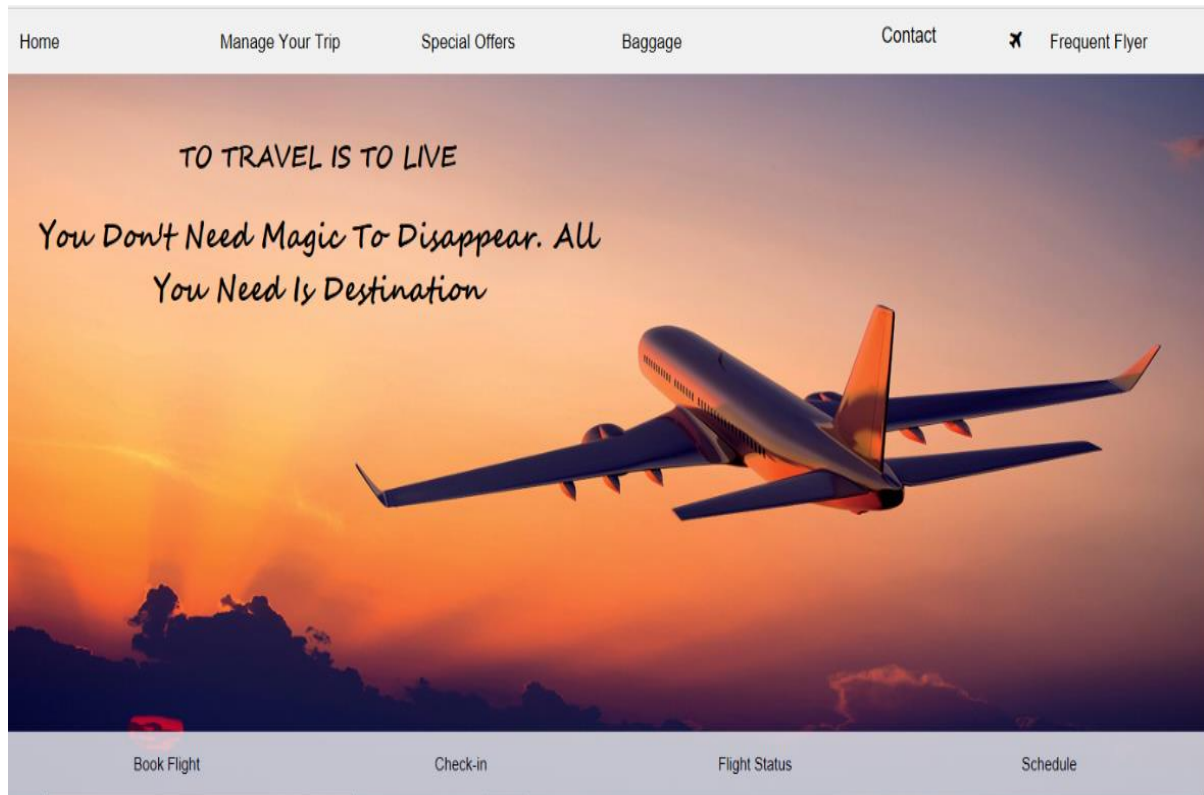 Home Manage Your Trip Special Offers Baggage Contact Frequent Flyer
TO TRAVEL IS TO LIVE
You Don't Need Magic To Disappear. All
You Need Is Destination
Book Flight Check-in Flight Status Schedule